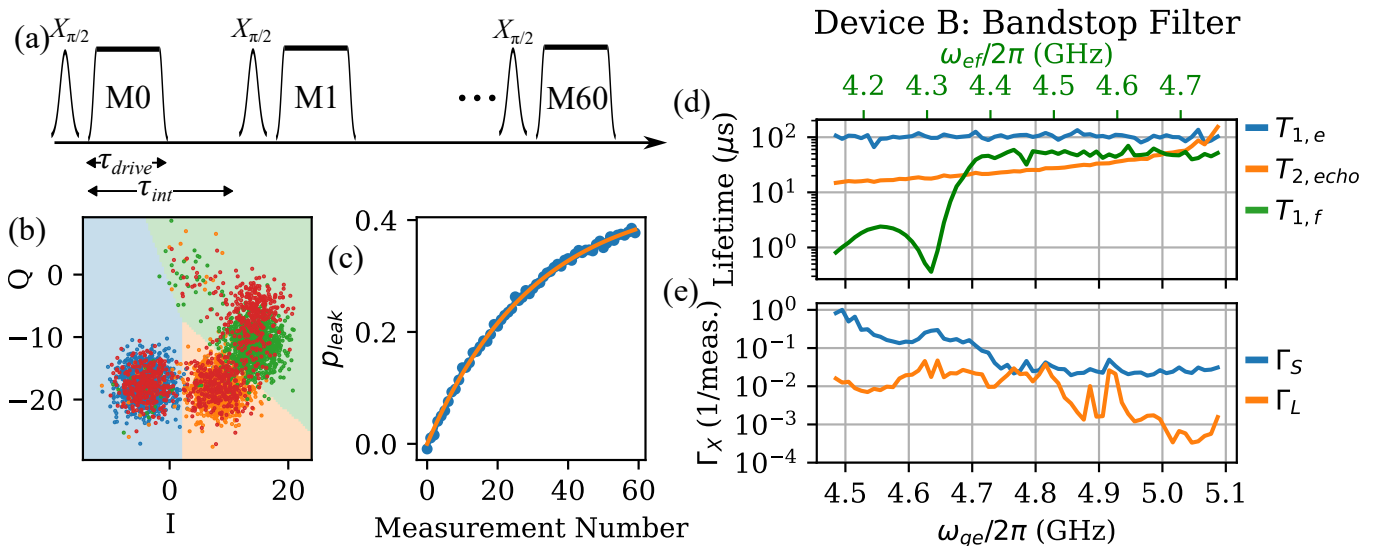 (a)
X_{π/2} X_{π/2} X_{π/2}
M0 M1 ••• M60
τ_{drive}
τ_{int}
(b)
Q
0
−10
−20
0 20
I
(c)
p_{leak}
0.4
0.2
0.0
0 20 40 60
Measurement Number
Device B: Bandstop Filter
ω_{ef}/2π (GHz)
4.2 4.3 4.4 4.5 4.6 4.7
(d)
Lifetime (μs)
10^2
10^1
10^0
T_{1,e}
T_{2,echo}
T_{1,f}
(e)
Γ_X (1/meas.)
10^0
10^{−1}
10^{−2}
10^{−3}
10^{−4}
Γ_S
Γ_L
4.5 4.6 4.7 4.8 4.9 5.0 5.1
ω_{ge}/2π (GHz)